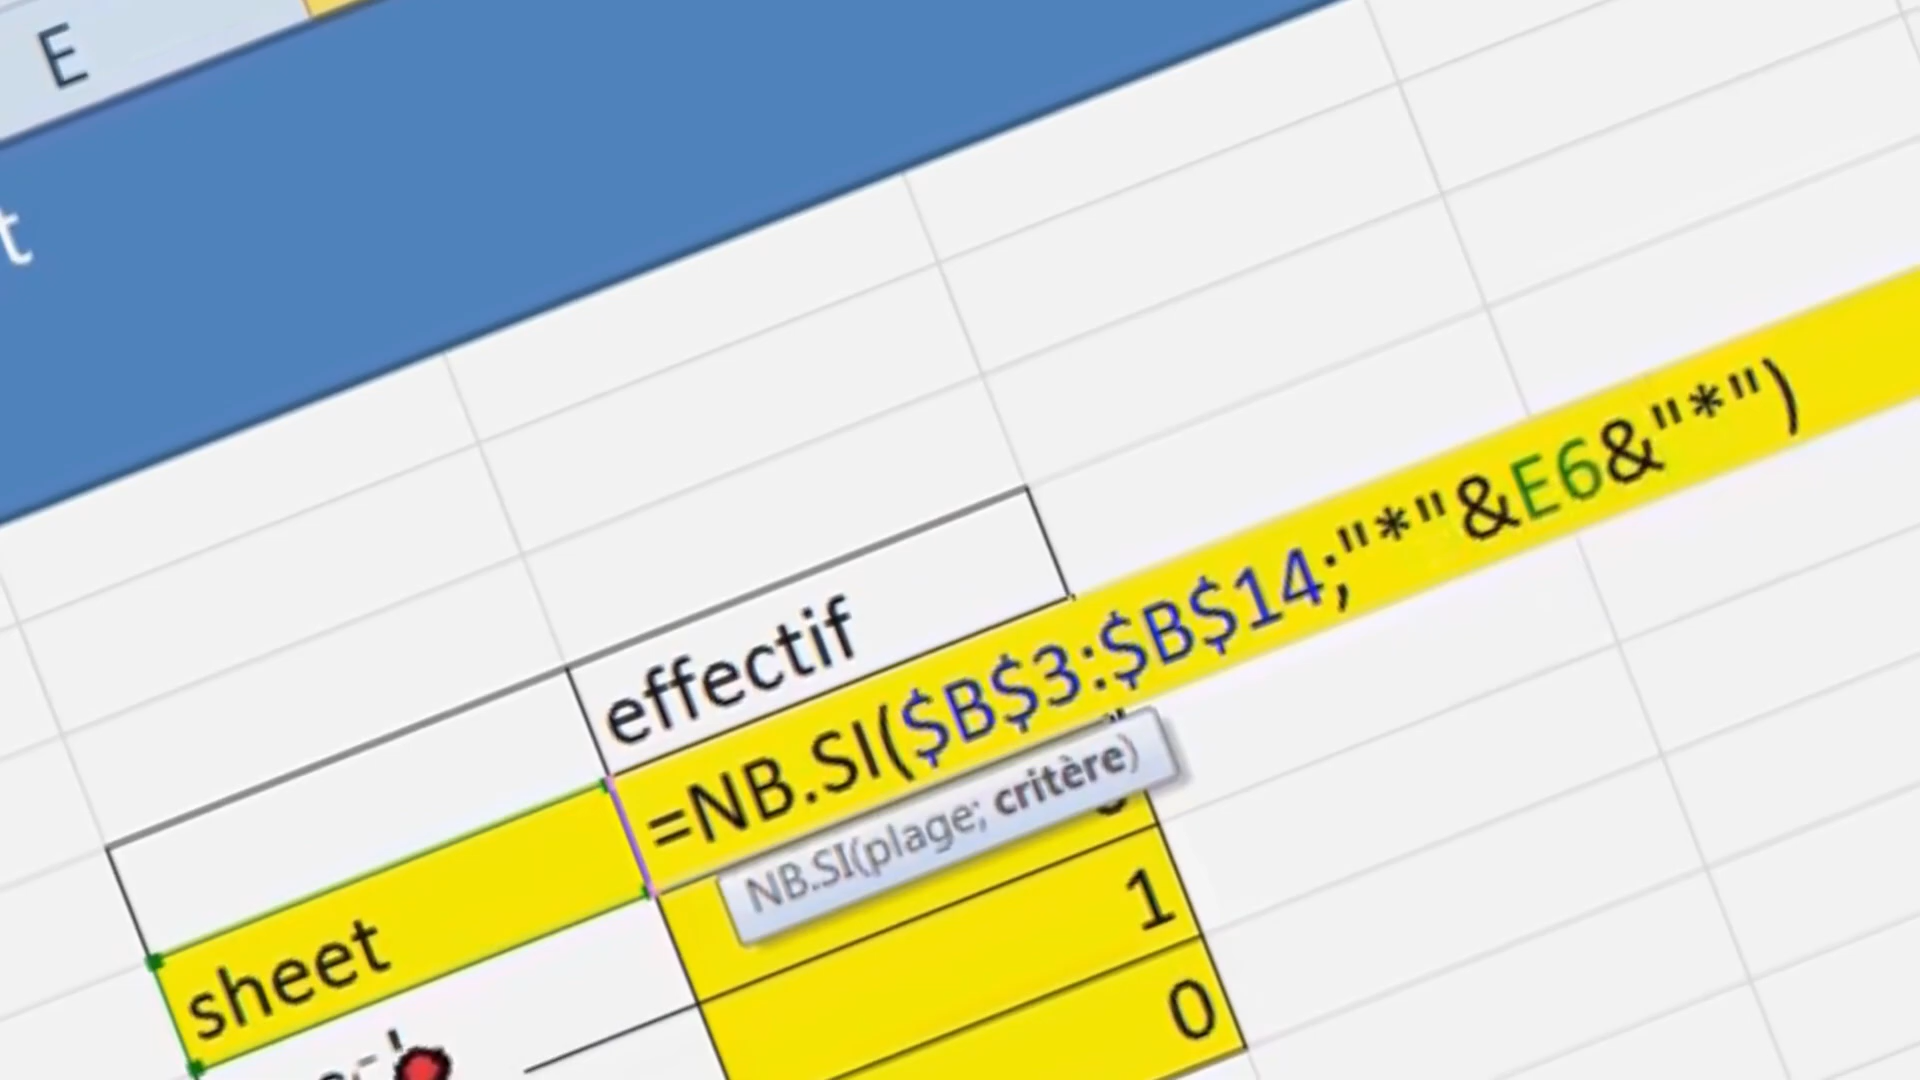 E
t
effectif
=NB.SI($B$3:$B$14;"*"&E6&"*")
NB.SI(plage; critère)
sheet
1
0